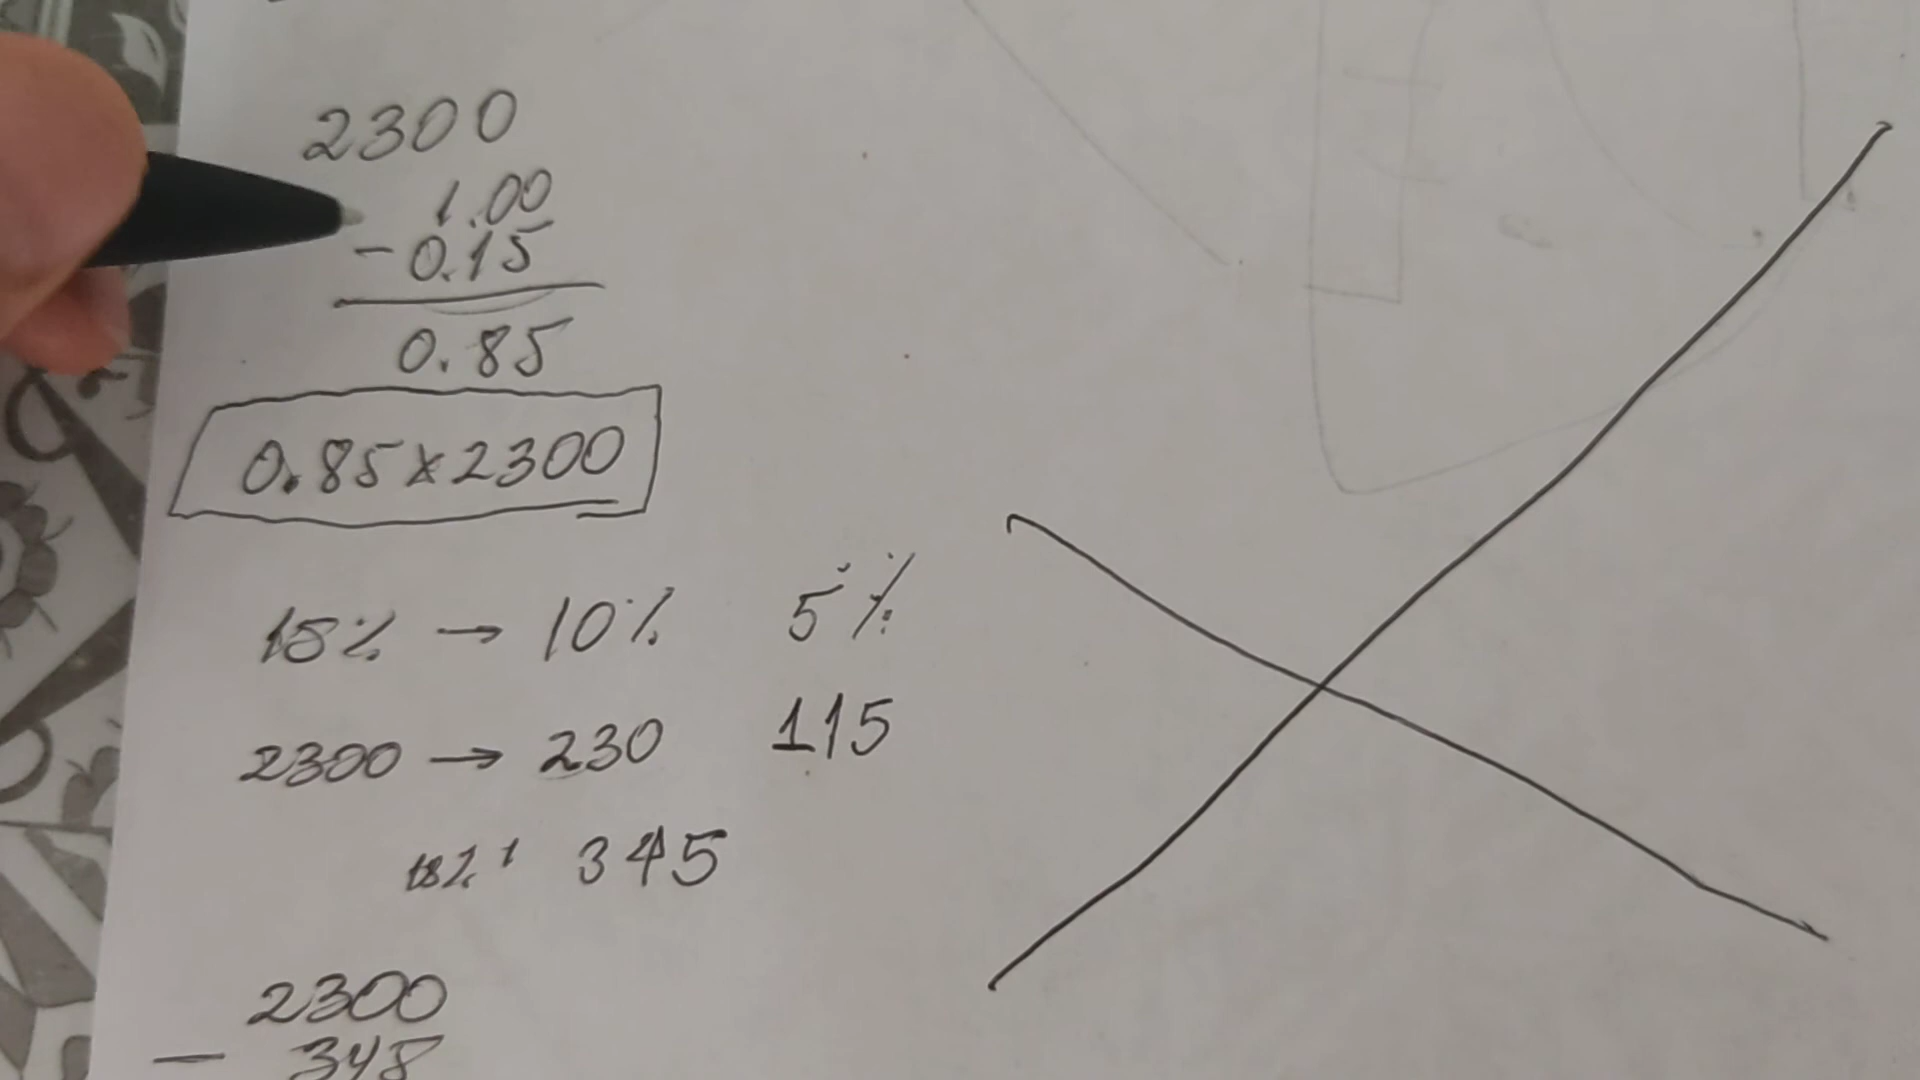 2300
1.00
- 0.15
0.85
0.85x2300
15% → 10% 5%
2300 → 230 115
15% 345
2300
- 345